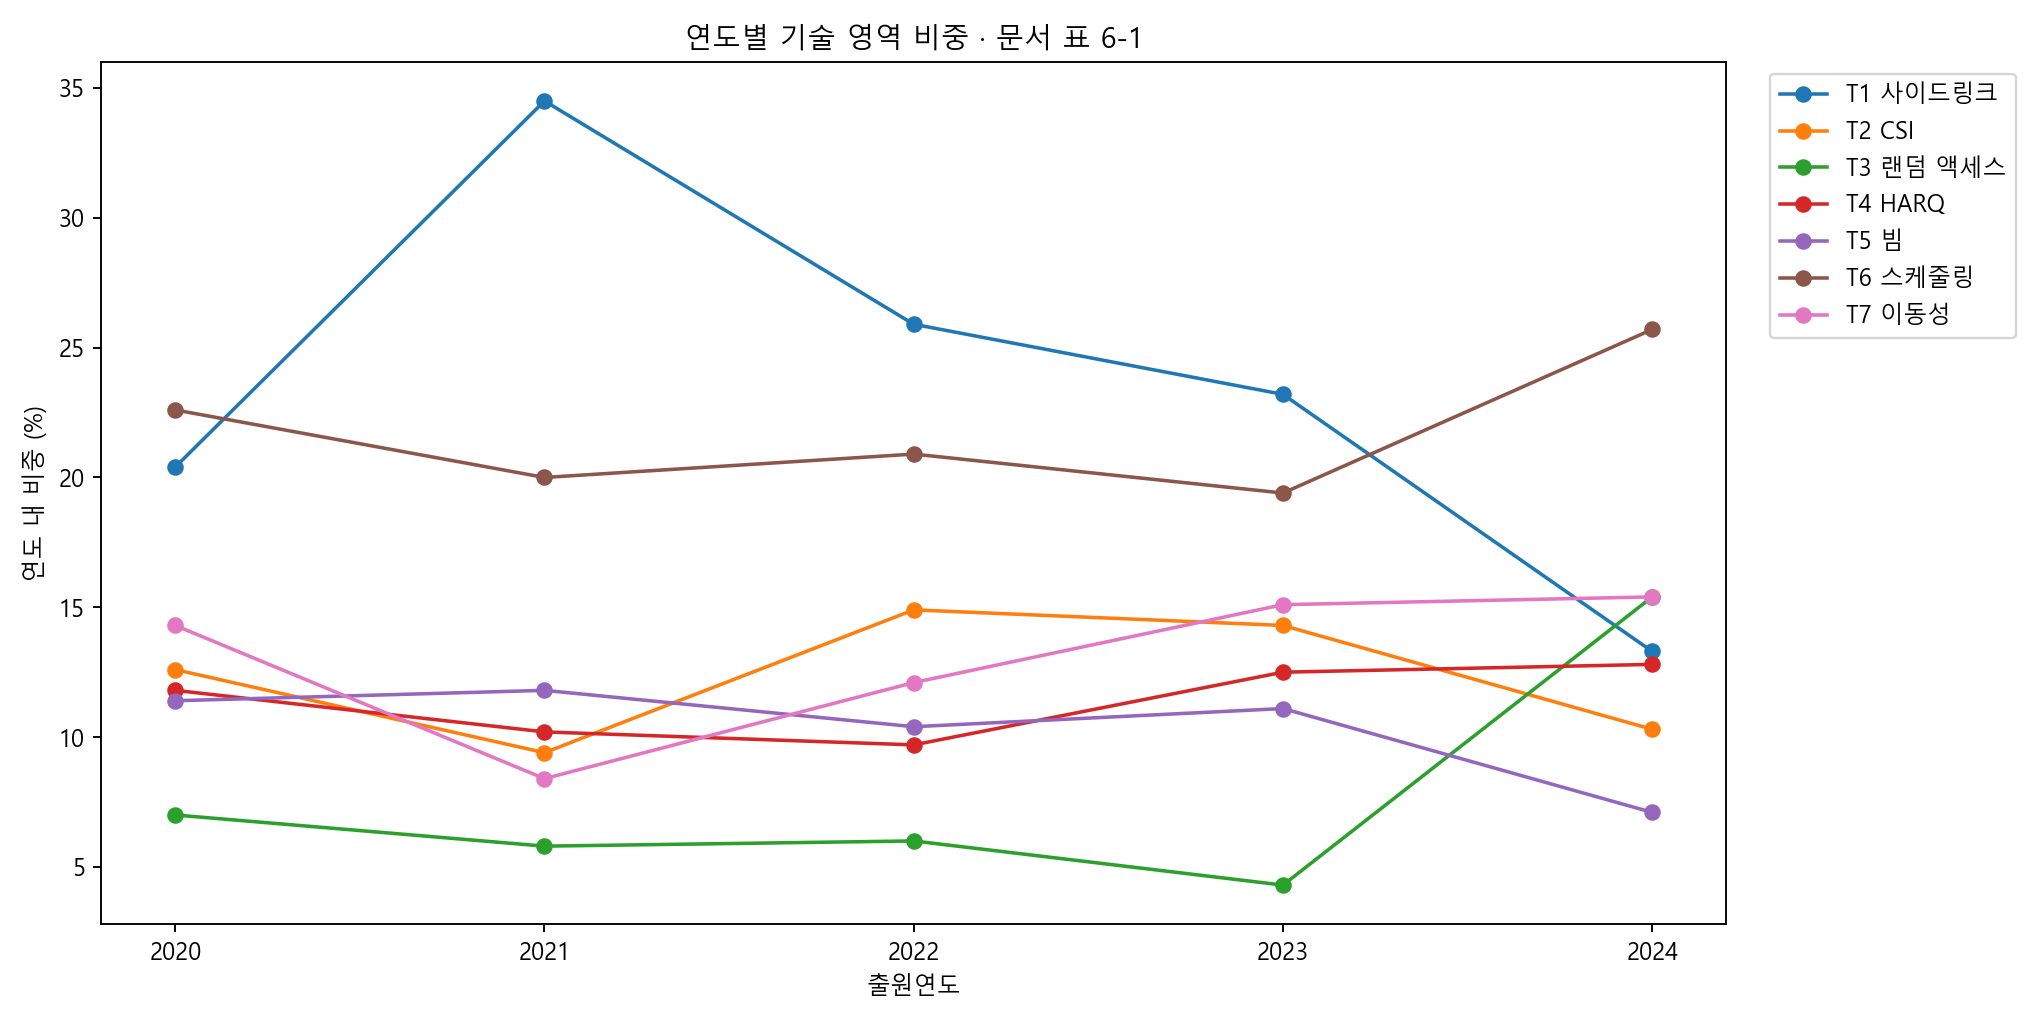 연도별 기술 영역 비중 · 문서 표 6-1
35
30
25
20
15
10
5
연도 내 비중 (%)
2020 2021 2022 2023 2024
출원연도
T1 사이드링크
T2 CSI
T3 랜덤 액세스
T4 HARQ
T5 빔
T6 스케줄링
T7 이동성